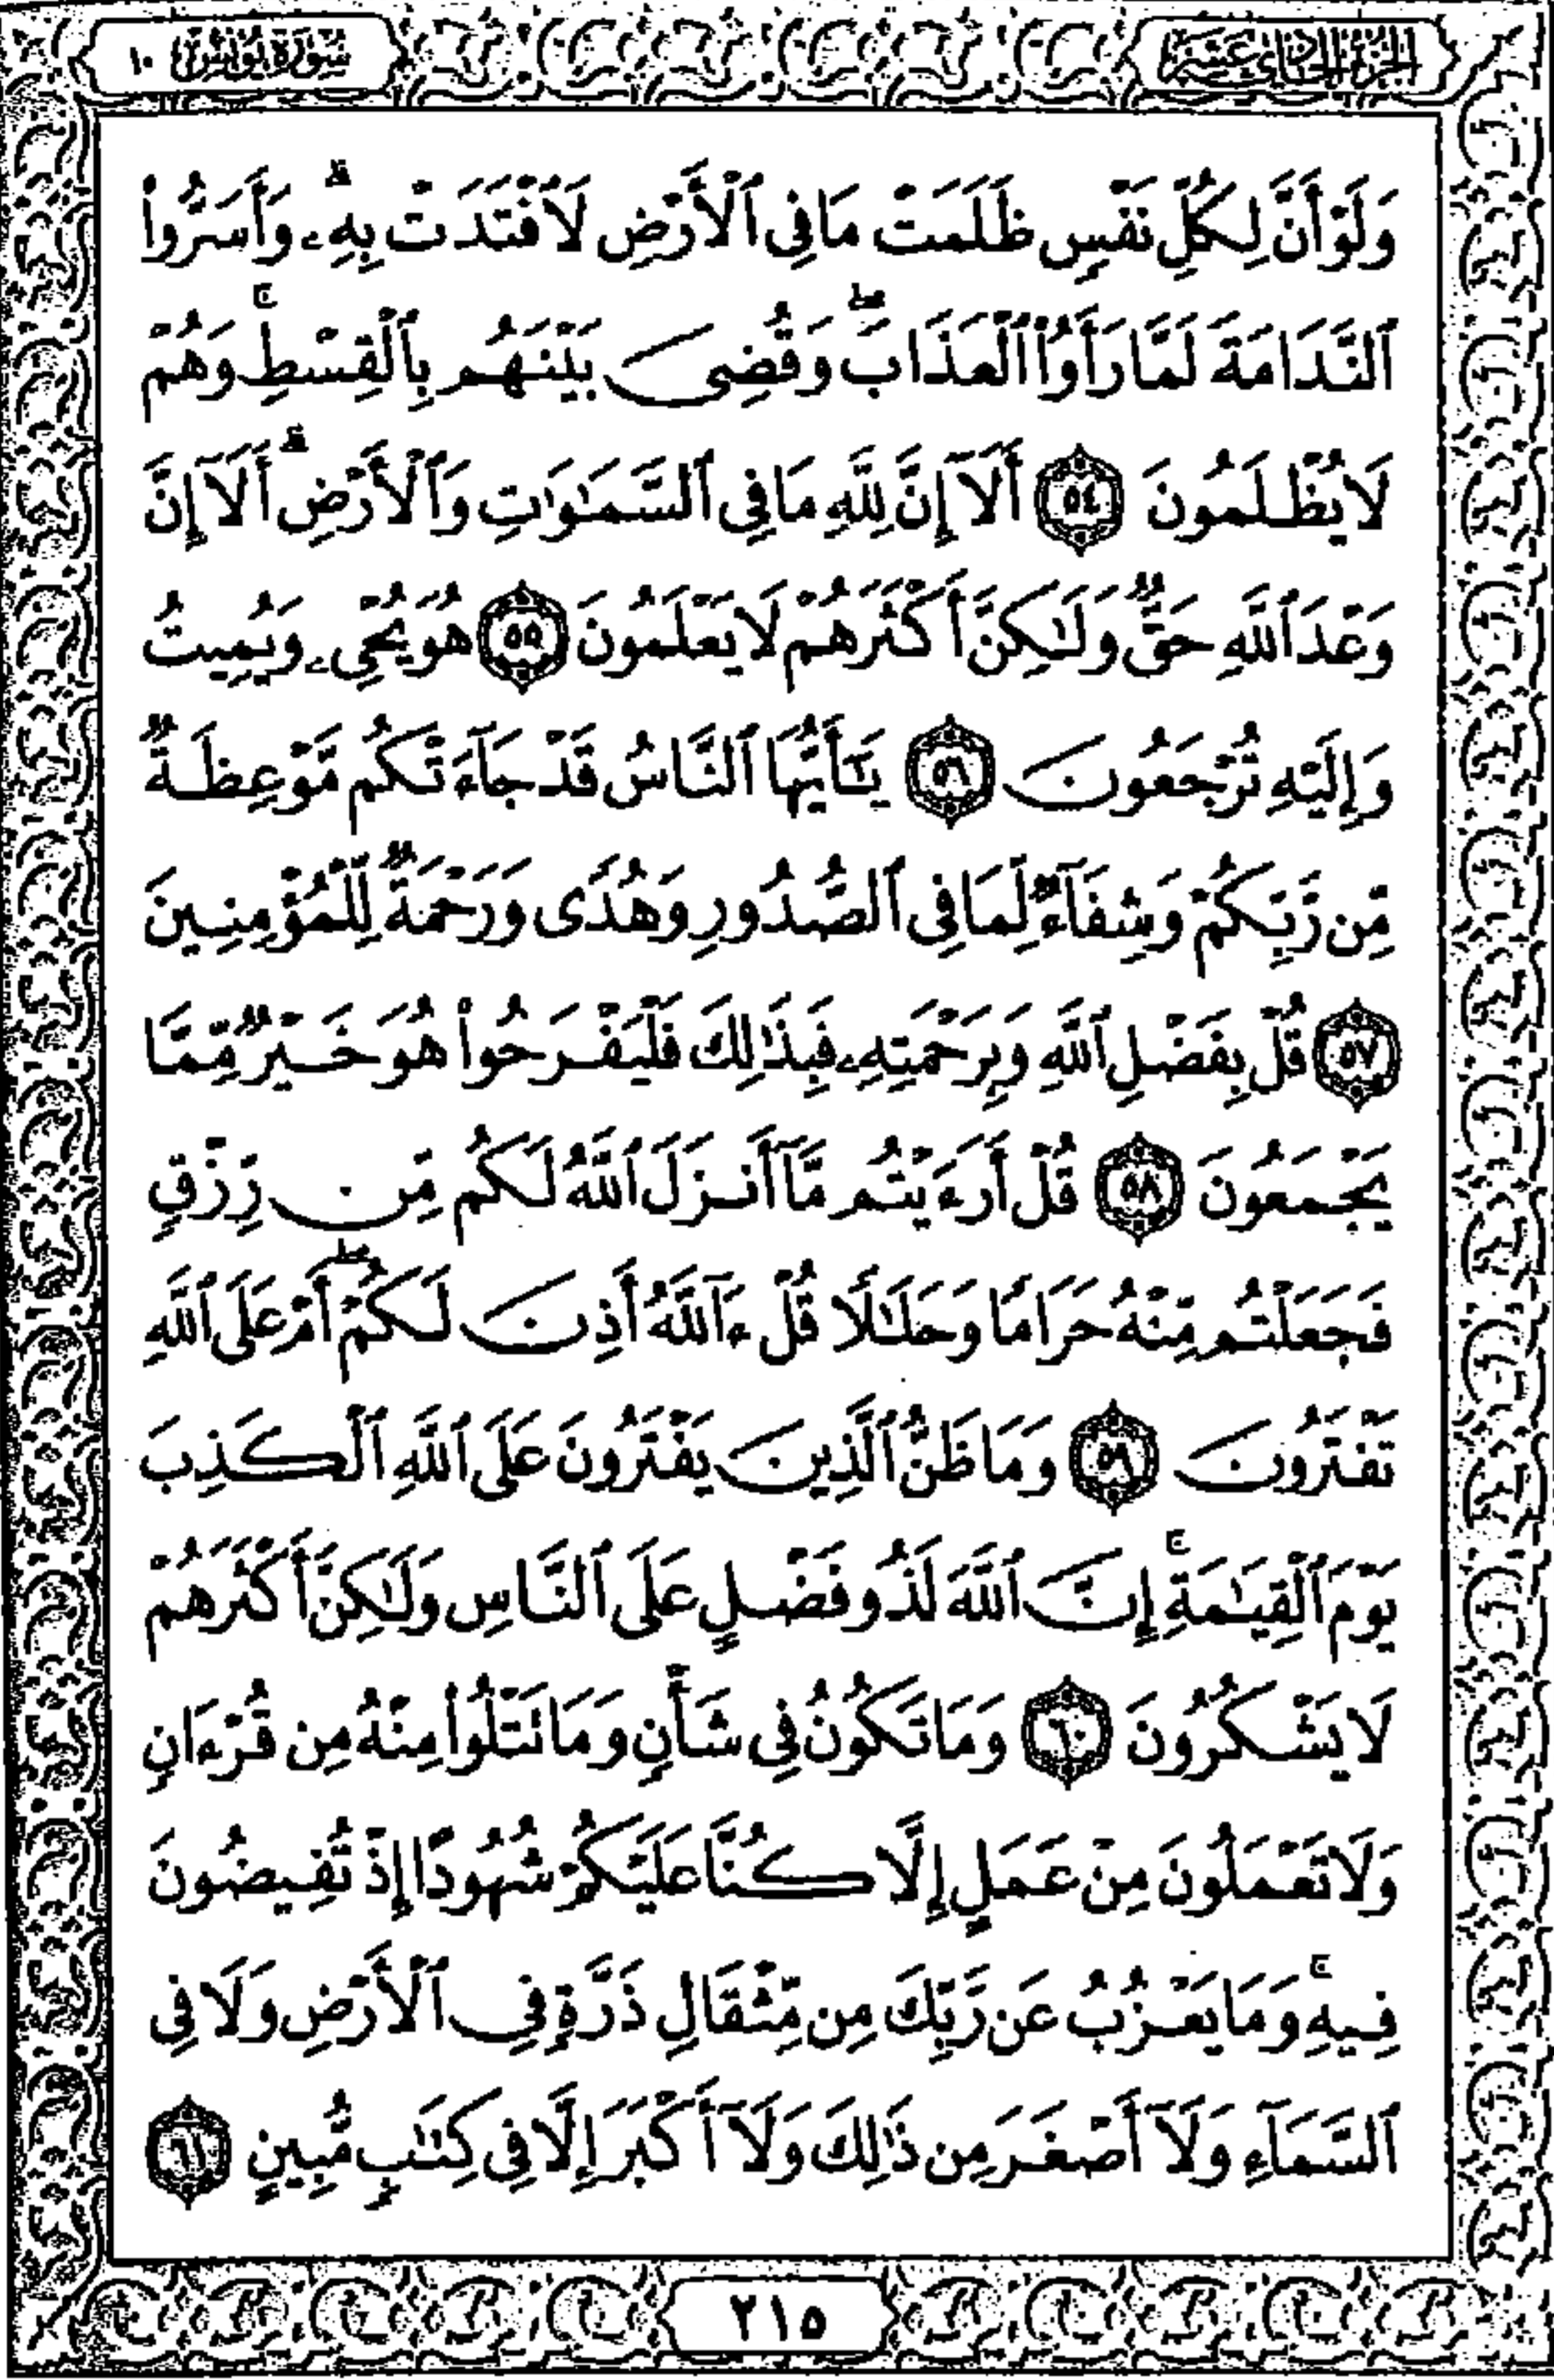 الجزء الحادي عشر
سورة يونس ١٠
وَلَوْ أَنَّ لِكُلِّ نَفْسٍ ظَلَمَتْ مَا فِى ٱلْأَرْضِ لَٱفْتَدَتْ بِهِۦ ۗ وَأَسَرُّوا۟
ٱلنَّدَامَةَ لَمَّا رَأَوُا۟ ٱلْعَذَابَ ۖ وَقُضِىَ بَيْنَهُم بِٱلْقِسْطِ ۚ وَهُمْ
لَا يُظْلَمُونَ ٥٤ أَلَآ إِنَّ لِلَّهِ مَا فِى ٱلسَّمَـٰوَٰتِ وَٱلْأَرْضِ ۗ أَلَآ إِنَّ
وَعْدَ ٱللَّهِ حَقٌّ وَلَـٰكِنَّ أَكْثَرَهُمْ لَا يَعْلَمُونَ ٥٥ هُوَ يُحْىِۦ وَيُمِيتُ
وَإِلَيْهِ تُرْجَعُونَ ٥٦ يَـٰٓأَيُّهَا ٱلنَّاسُ قَدْ جَآءَتْكُم مَّوْعِظَةٌ
مِّن رَّبِّكُمْ وَشِفَآءٌ لِّمَا فِى ٱلصُّدُورِ وَهُدًى وَرَحْمَةٌ لِّلْمُؤْمِنِينَ
٥٧ قُلْ بِفَضْلِ ٱللَّهِ وَبِرَحْمَتِهِۦ فَبِذَٰلِكَ فَلْيَفْرَحُوا۟ هُوَ خَيْرٌ مِّمَّا
يَجْمَعُونَ ٥٨ قُلْ أَرَءَيْتُم مَّآ أَنزَلَ ٱللَّهُ لَكُم مِّن رِّزْقٍ
فَجَعَلْتُم مِّنْهُ حَرَامًا وَحَلَـٰلًا قُلْ ءَآللَّهُ أَذِنَ لَكُمْ ۖ أَمْ عَلَى ٱللَّهِ
تَفْتَرُونَ ٥٩ وَمَا ظَنُّ ٱلَّذِينَ يَفْتَرُونَ عَلَى ٱللَّهِ ٱلْكَذِبَ
يَوْمَ ٱلْقِيَـٰمَةِ ۚ إِنَّ ٱللَّهَ لَذُو فَضْلٍ عَلَى ٱلنَّاسِ وَلَـٰكِنَّ أَكْثَرَهُمْ
لَا يَشْكُرُونَ ٦٠ وَمَا تَكُونُ فِى شَأْنٍ وَمَا تَتْلُوا۟ مِنْهُ مِن قُرْءَانٍ
وَلَا تَعْمَلُونَ مِنْ عَمَلٍ إِلَّا كُنَّا عَلَيْكُمْ شُهُودًا إِذْ تُفِيضُونَ
فِيهِ ۚ وَمَا يَعْزُبُ عَن رَّبِّكَ مِن مِّثْقَالِ ذَرَّةٍ فِى ٱلْأَرْضِ وَلَا فِى
ٱلسَّمَآءِ وَلَآ أَصْغَرَ مِن ذَٰلِكَ وَلَآ أَكْبَرَ إِلَّا فِى كِتَـٰبٍ مُّبِينٍ ٦١
٢١٥